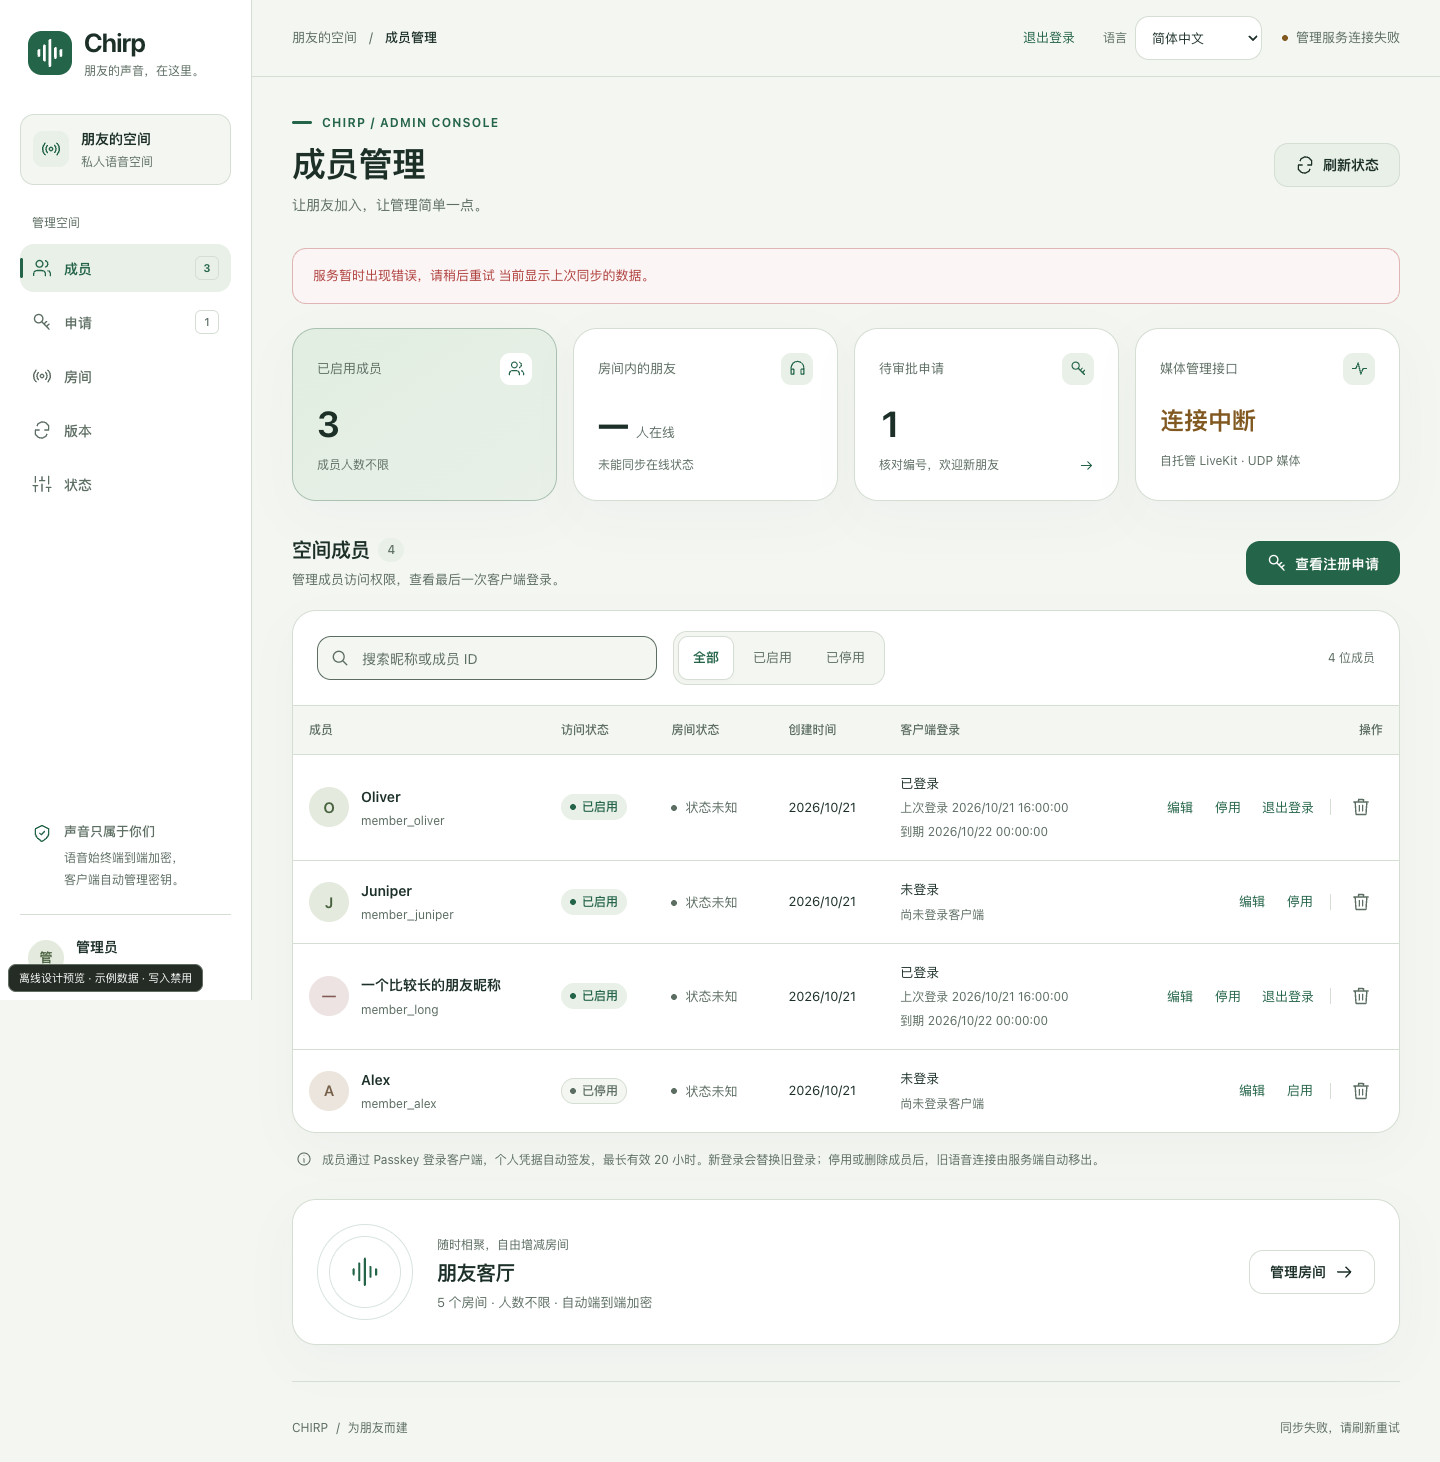 Chirp
朋友的声音，在这里。
朋友的空间
私人语音空间
管理空间
成员 3
申请 1
房间
版本
状态
声音只属于你们
语音始终端到端加密，
客户端自动管理密钥。
管 管理员
离线设计预览 · 示例数据 · 写入禁用
朋友的空间 / 成员管理
退出登录 语言 简体中文 管理服务连接失败
CHIRP / ADMIN CONSOLE
成员管理
让朋友加入，让管理简单一点。
刷新状态
服务暂时出现错误，请稍后重试 当前显示上次同步的数据。
已启用成员
3
成员人数不限
房间内的朋友
— 人在线
未能同步在线状态
待审批申请
1
核对编号，欢迎新朋友
媒体管理接口
连接中断
自托管 LiveKit · UDP 媒体
空间成员 4
管理成员访问权限，查看最后一次客户端登录。
查看注册申请
搜索昵称或成员 ID
全部 已启用 已停用
4 位成员
成员 访问状态 房间状态 创建时间 客户端登录 操作
O Oliver
member_oliver
已启用 状态未知 2026/10/21
已登录
上次登录 2026/10/21 16:00:00
到期 2026/10/22 00:00:00
编辑 停用 退出登录
J Juniper
member_juniper
已启用 状态未知 2026/10/21
未登录
尚未登录客户端
编辑 停用
一 一个比较长的朋友昵称
member_long
已启用 状态未知 2026/10/21
已登录
上次登录 2026/10/21 16:00:00
到期 2026/10/22 00:00:00
编辑 停用 退出登录
A Alex
member_alex
已停用 状态未知 2026/10/21
未登录
尚未登录客户端
编辑 启用
成员通过 Passkey 登录客户端，个人凭据自动签发，最长有效 20 小时。新登录会替换旧登录；停用或删除成员后，旧语音连接由服务端自动移出。
随时相聚，自由增减房间
朋友客厅
5 个房间 · 人数不限 · 自动端到端加密
管理房间
CHIRP / 为朋友而建
同步失败，请刷新重试